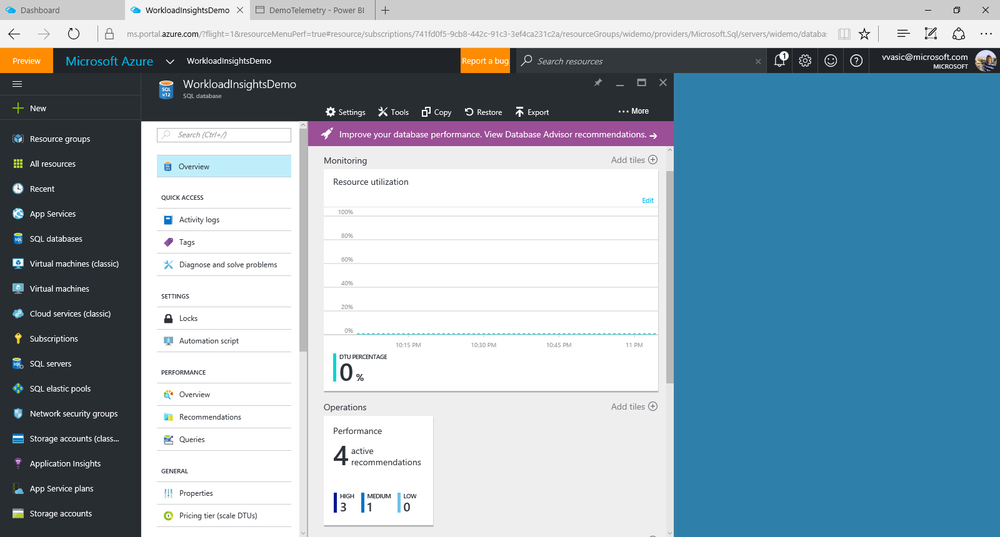 Dashboard
WorkloadInsightsDemo
DemoTelemetry - Power BI
ms.portal.azure.com/?flight=1&resourceMenuPerf=true#resource/subscriptions/741fd0f5-9cb8-442c-91c3-3ef4ca231c2a/resourceGroups/widemo/providers/Microsoft.Sql/servers/widemo/databas
Preview
Microsoft Azure
WorkloadInsightsDemo
Report a bug
Search resources
1
vvasic@microsoft.com
MICROSOFT
New
Resource groups
All resources
Recent
App Services
SQL databases
Virtual machines (classic)
Virtual machines
Cloud services (classic)
Subscriptions
SQL servers
SQL elastic pools
Network security groups
Storage accounts (class...
Application Insights
App Service plans
Storage accounts
SQL
v12
WorkloadInsightsDemo
SQL database
Settings
Tools
Copy
Restore
Export
More
Search (Ctrl+/)
Overview
QUICK ACCESS
Activity logs
Tags
Diagnose and solve problems
SETTINGS
Locks
Automation script
PERFORMANCE
Overview
Recommendations
Queries
GENERAL
Properties
Pricing tier (scale DTUs)
Improve your database performance. View Database Advisor recommendations.
Monitoring
Add tiles
Resource utilization
Edit
100%
80%
60%
40%
20%
0%
10:15 PM
10:30 PM
10:45 PM
11 PM
DTU PERCENTAGE
0 %
Operations
Add tiles
Performance
4 active
recommendations
HIGH
3
MEDIUM
1
LOW
0